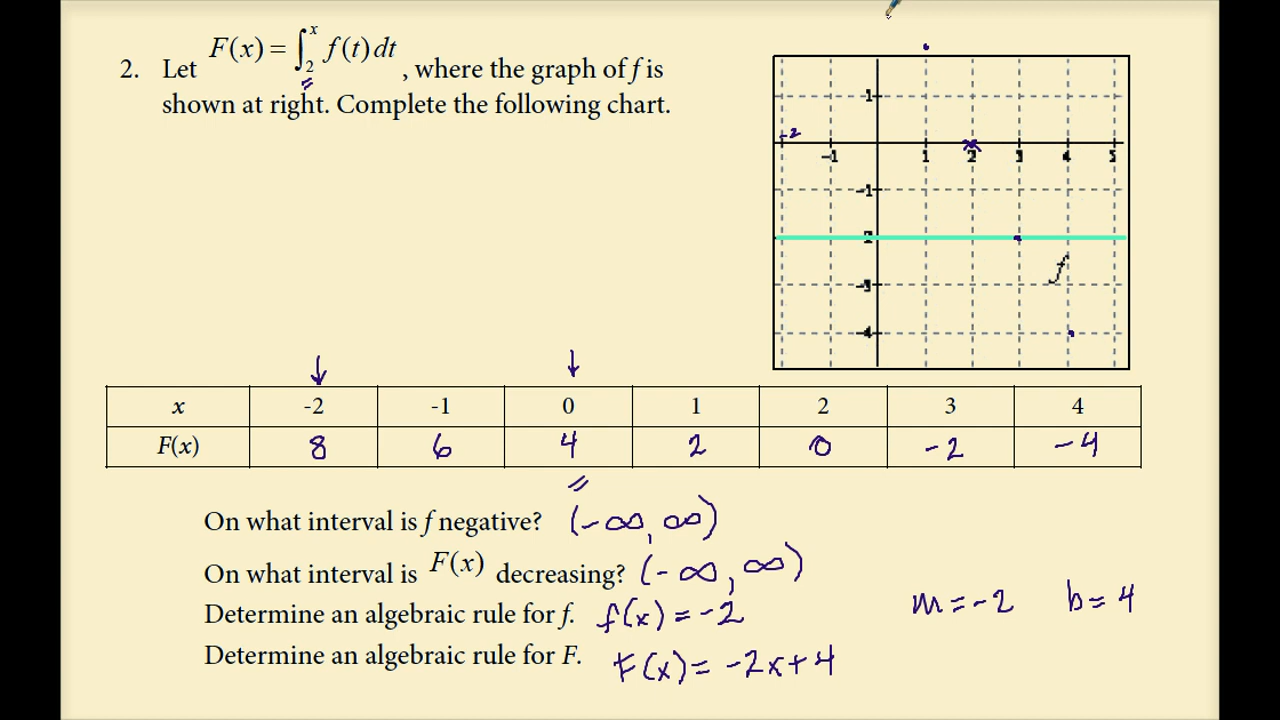 2. Let F(x) = ∫₂ˣ f(t) dt , where the graph of f is
shown at right. Complete the following chart.
1
-2
-1 1 2 3 4 5
-1
-3
-4
f
x -2 -1 0 1 2 3 4
F(x) 8 6 4 2 0 -2 -4
On what interval is f negative? (-∞, ∞)
On what interval is F(x) decreasing? (-∞, ∞)
Determine an algebraic rule for f. f(x) = -2 m = -2 b = 4
Determine an algebraic rule for F. F(x) = -2x + 4